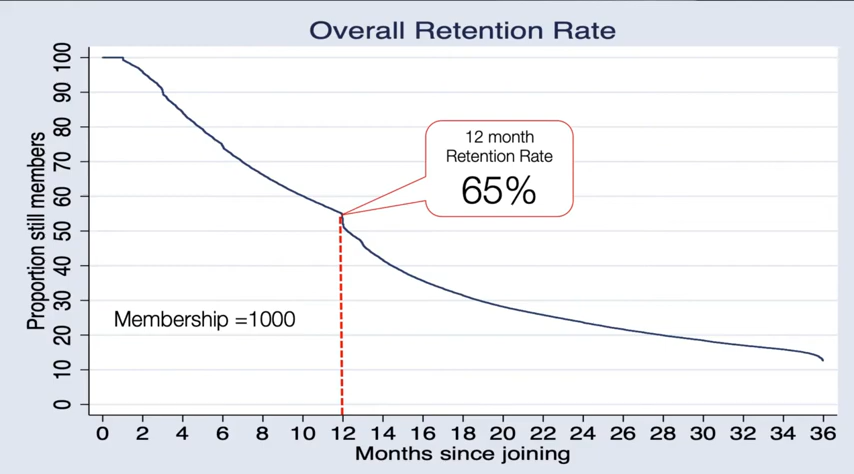 Overall Retention Rate
Proportion still members
100
90
80
70
60
50
40
30
20
10
0
12 month
Retention Rate
65%
Membership =1000
0 2 4 6 8 10 12 14 16 18 20 22 24 26 28 30 32 34 36
Months since joining